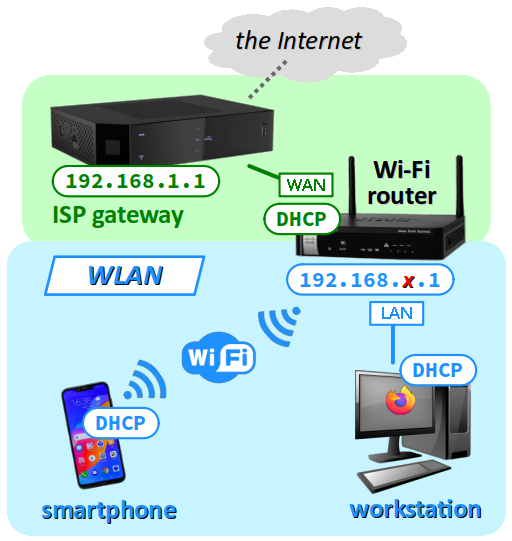 the Internet
192.168.1.1
ISP gateway
WAN
Wi-Fi
router
DHCP
192.168.x.1
WLAN
LAN
Wi Fi
DHCP
DHCP
smartphone
workstation